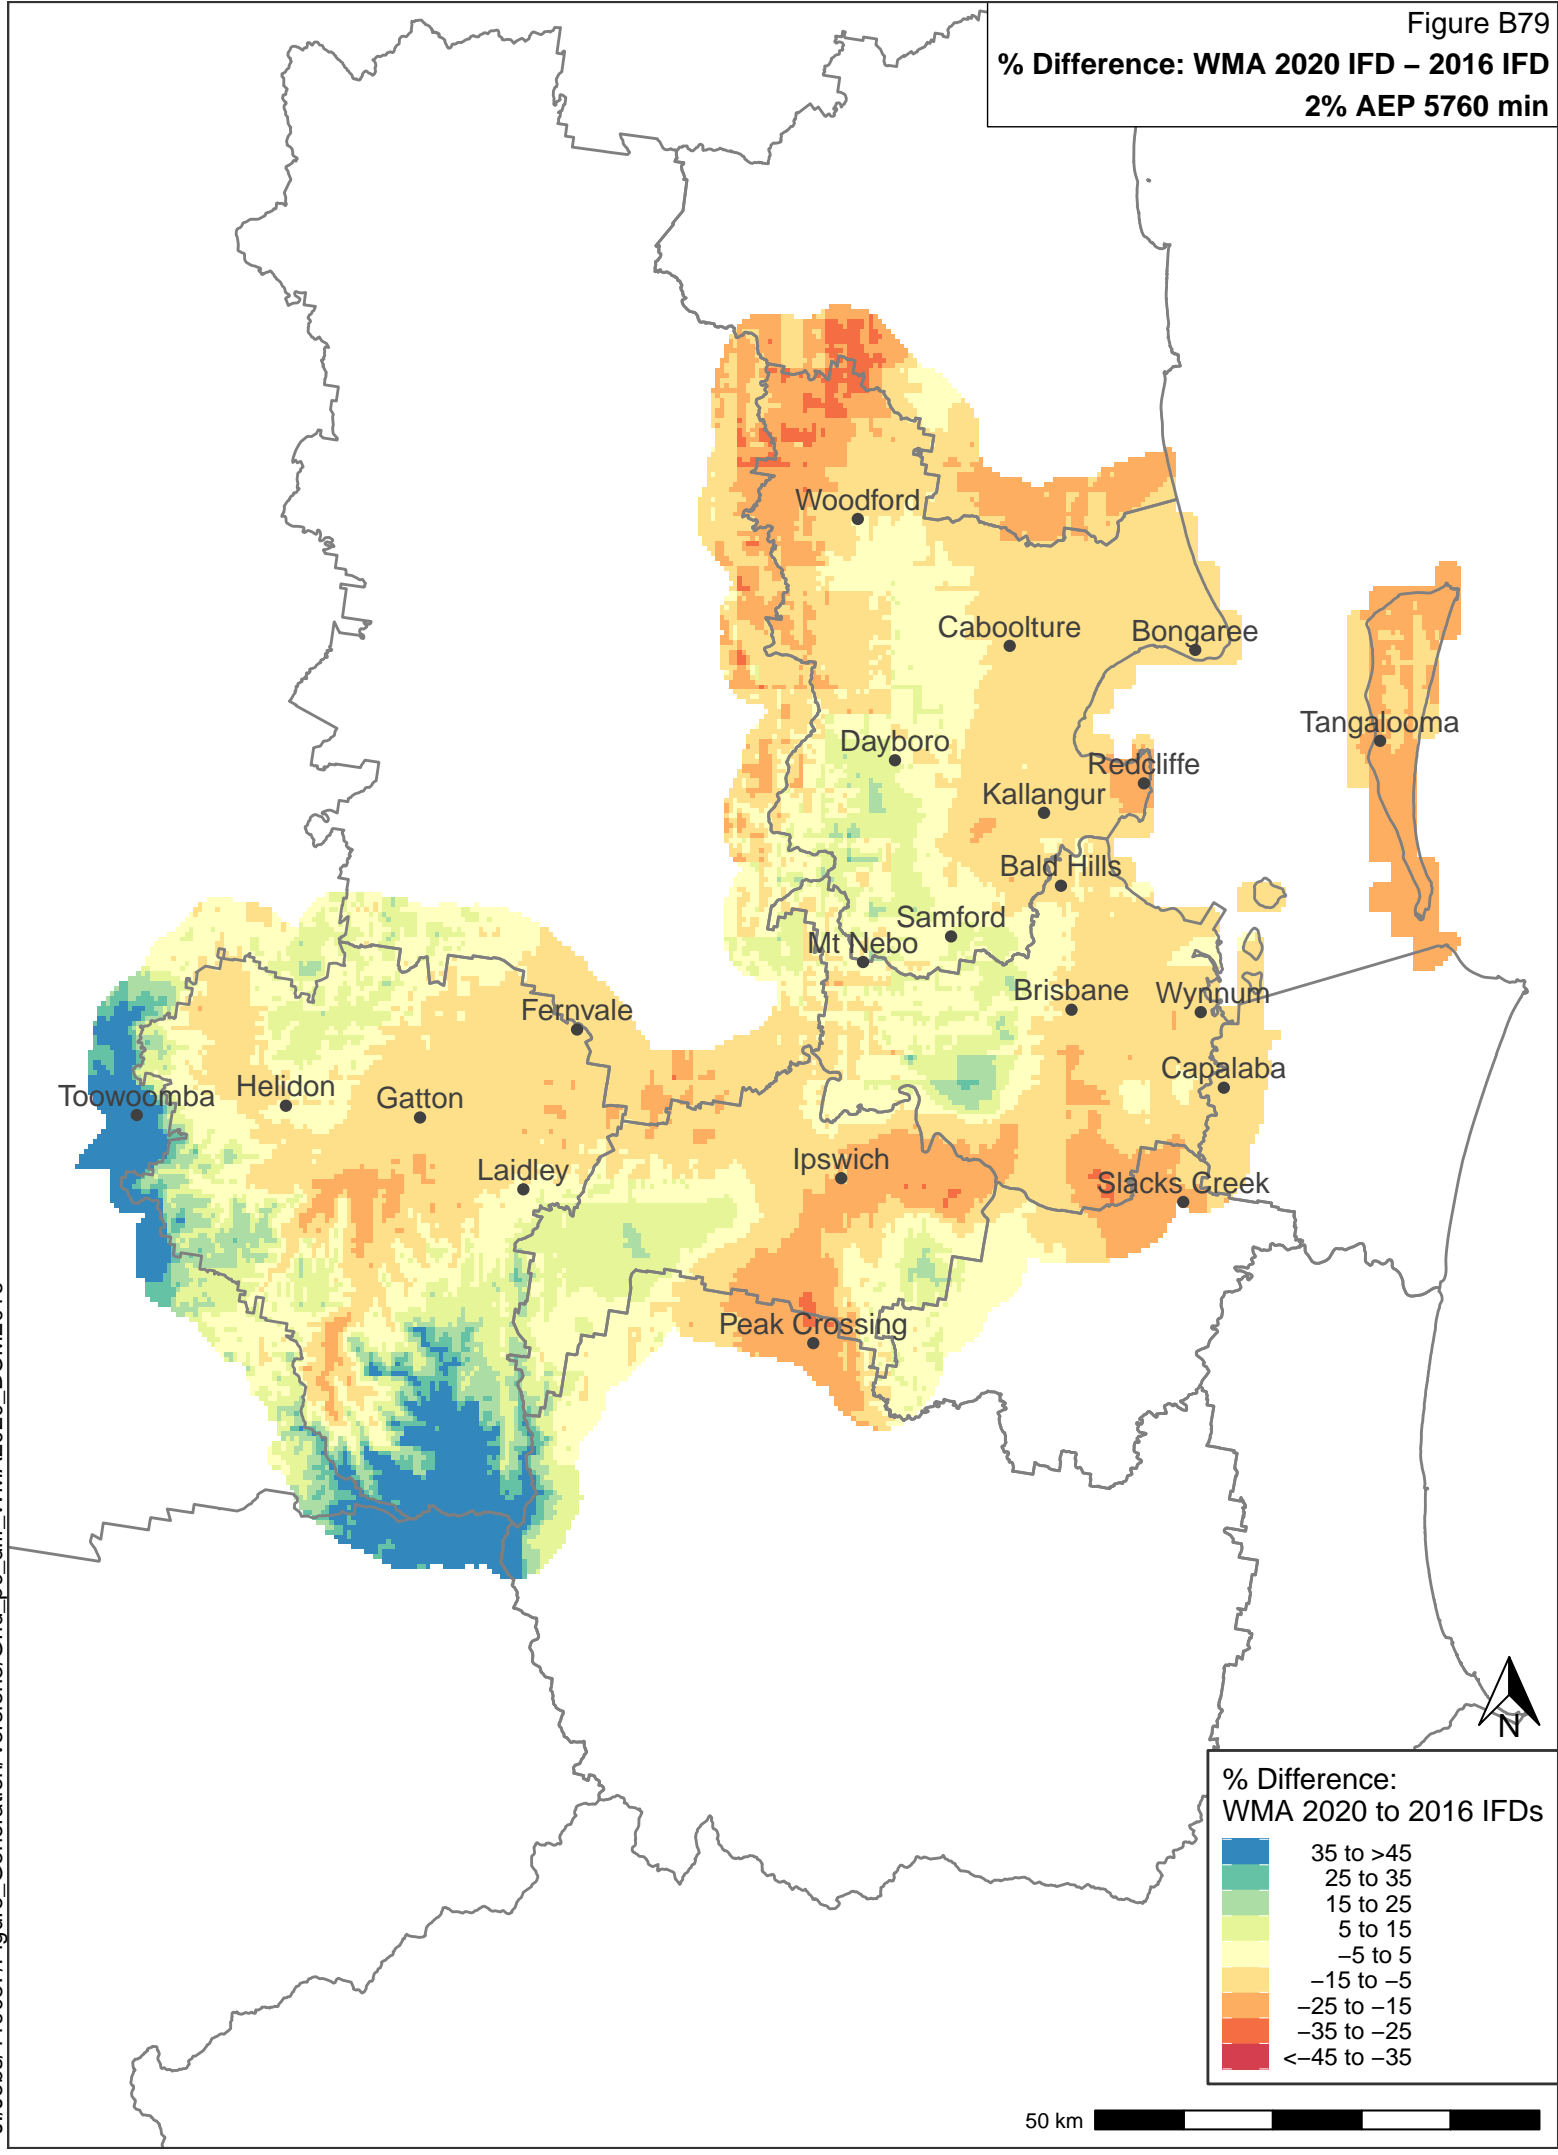 Figure B79
% Difference: WMA 2020 IFD – 2016 IFD
2% AEP 5760 min
Woodford
Caboolture
Bongaree
Tangalooma
Dayboro
Redcliffe
Kallangur
Bald Hills
Samford
Mt Nebo
Brisbane
Wynnum
Fernvale
Capalaba
Toowoomba
Helidon
Gatton
Ipswich
Laidley
Slacks Creek
Peak Crossing
N
% Difference:
WMA 2020 to 2016 IFDs
35 to >45
25 to 35
15 to 25
5 to 15
−5 to 5
−15 to −5
−25 to −15
−35 to −25
<−45 to −35
50 km